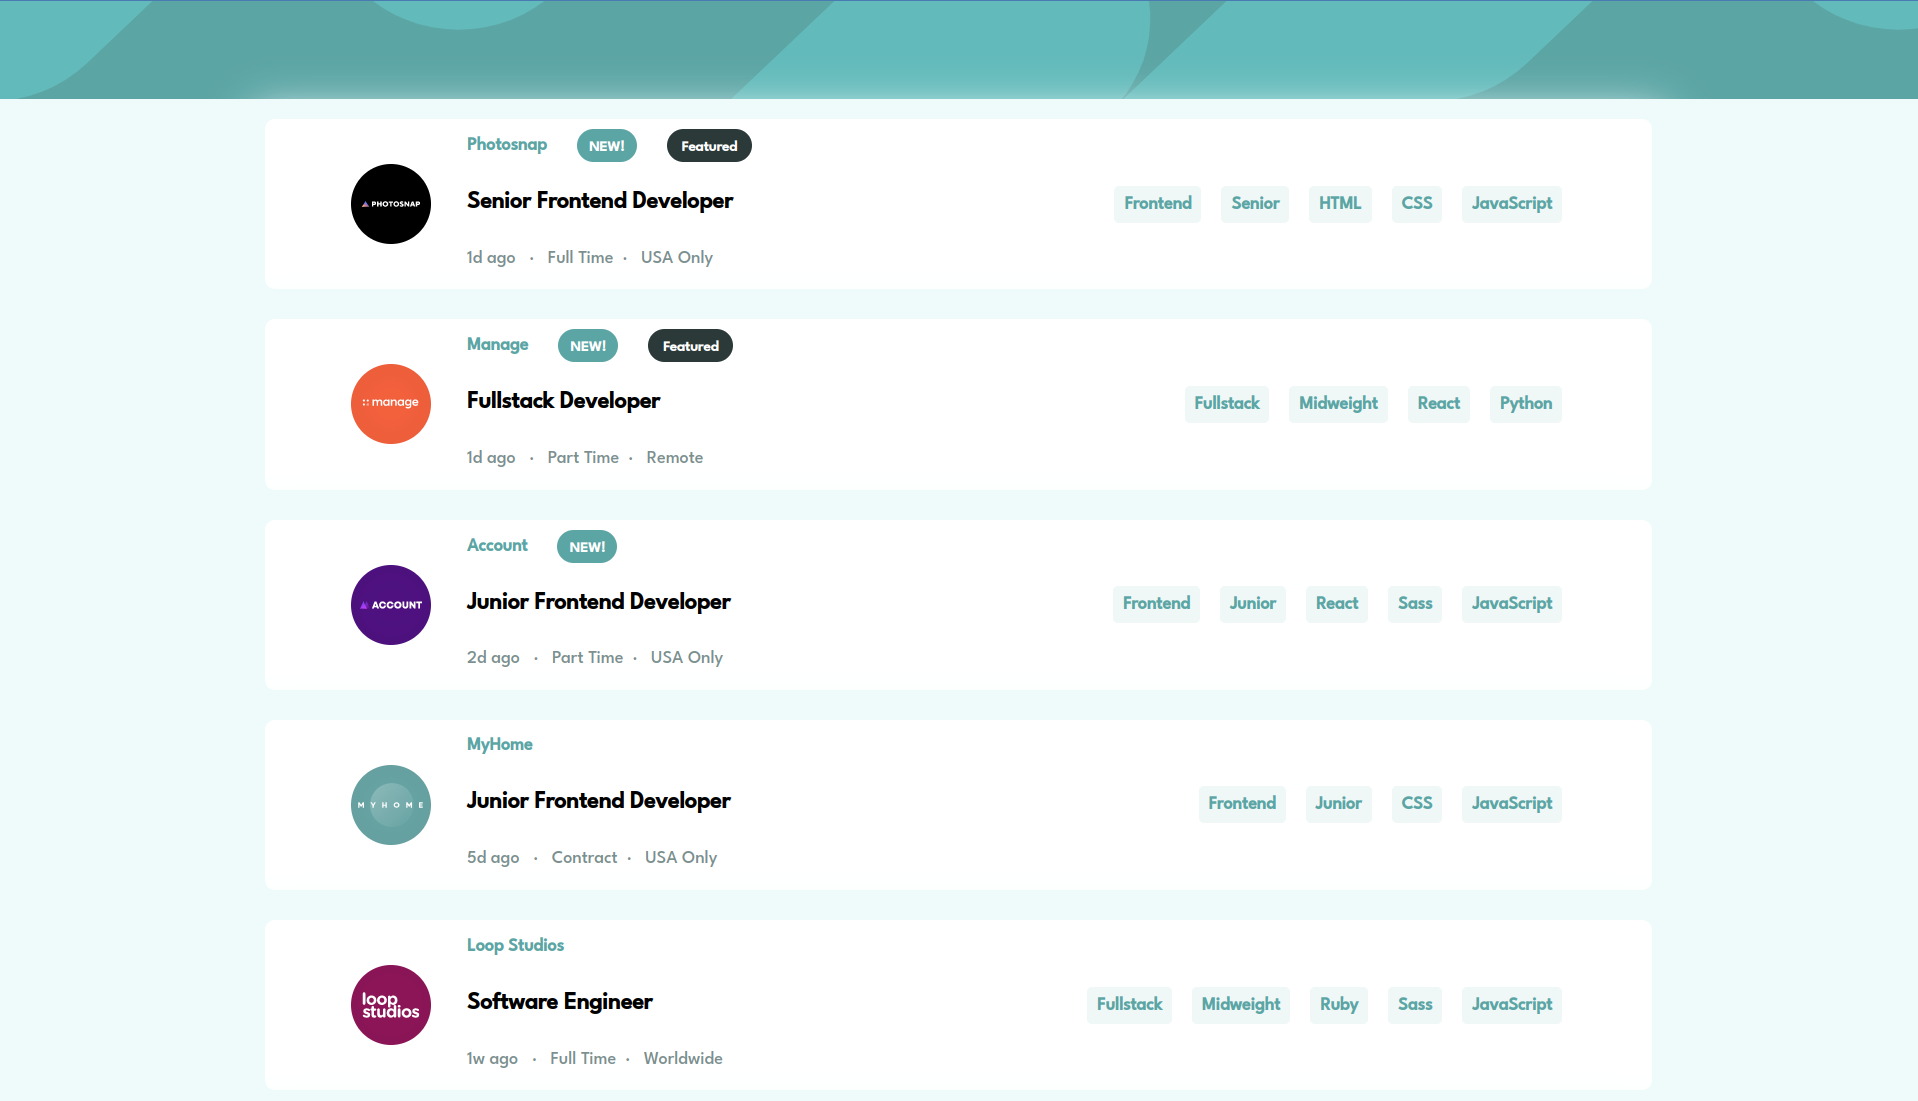 Photosnap NEW! Featured
PHOTOSNAP
Senior Frontend Developer
Frontend Senior HTML CSS JavaScript
1d ago · Full Time · USA Only
Manage NEW! Featured
manage
Fullstack Developer
Fullstack Midweight React Python
1d ago · Part Time · Remote
Account NEW!
ACCOUNT
Junior Frontend Developer
Frontend Junior React Sass JavaScript
2d ago · Part Time · USA Only
MyHome
MYHOME
Junior Frontend Developer
Frontend Junior CSS JavaScript
5d ago · Contract · USA Only
Loop Studios
loop
studios
Software Engineer
Fullstack Midweight Ruby Sass JavaScript
1w ago · Full Time · Worldwide